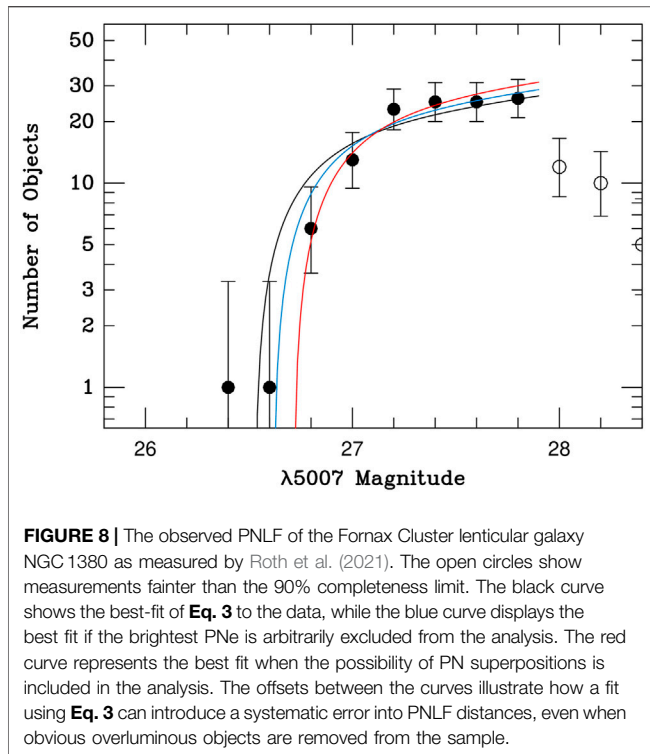 50
30
20
10
5
3
2
1
Number of Objects
26
27
28
λ5007 Magnitude
FIGURE 8 | The observed PNLF of the Fornax Cluster lenticular galaxy
NGC 1380 as measured by Roth et al. (2021). The open circles show
measurements fainter than the 90% completeness limit. The black curve
shows the best-fit of Eq. 3 to the data, while the blue curve displays the
best fit if the brightest PNe is arbitrarily excluded from the analysis. The red
curve represents the best fit when the possibility of PN superpositions is
included in the analysis. The offsets between the curves illustrate how a fit
using Eq. 3 can introduce a systematic error into PNLF distances, even when
obvious overluminous objects are removed from the sample.